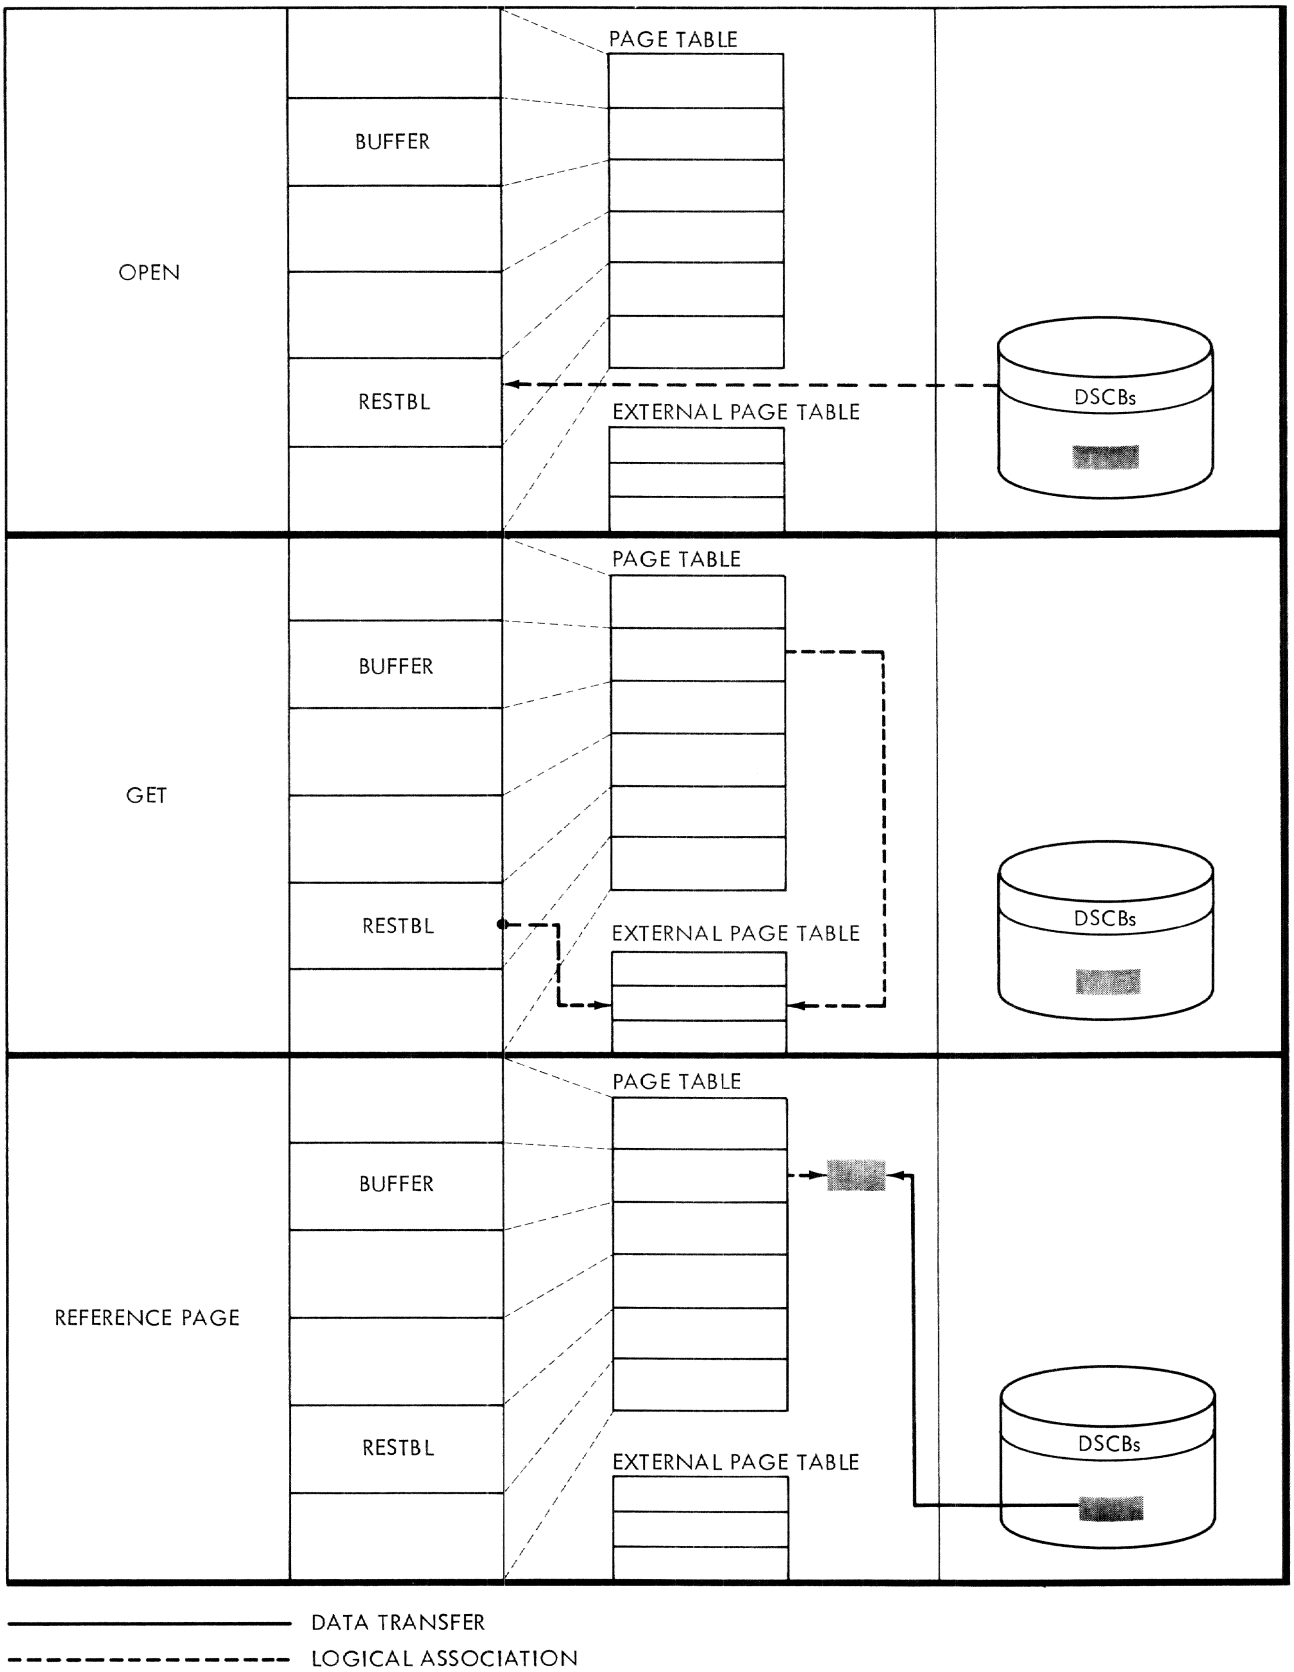 PAGE TABLE
BUFFER
OPEN
RESTBL
DSCBs
EXTERNAL PAGE TABLE
PAGE TABLE
BUFFER
GET
RESTBL
DSCBs
EXTERNAL PAGE TABLE
PAGE TABLE
BUFFER
REFERENCE PAGE
RESTBL
DSCBs
EXTERNAL PAGE TABLE
DATA TRANSFER
LOGICAL ASSOCIATION